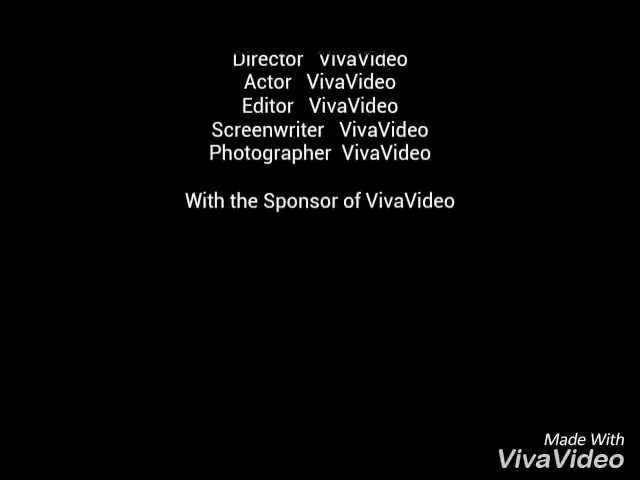 Director VivaVideo
Actor VivaVideo
Editor VivaVideo
Screenwriter VivaVideo
Photographer VivaVideo
With the Sponsor of VivaVideo
Made With
VivaVideo